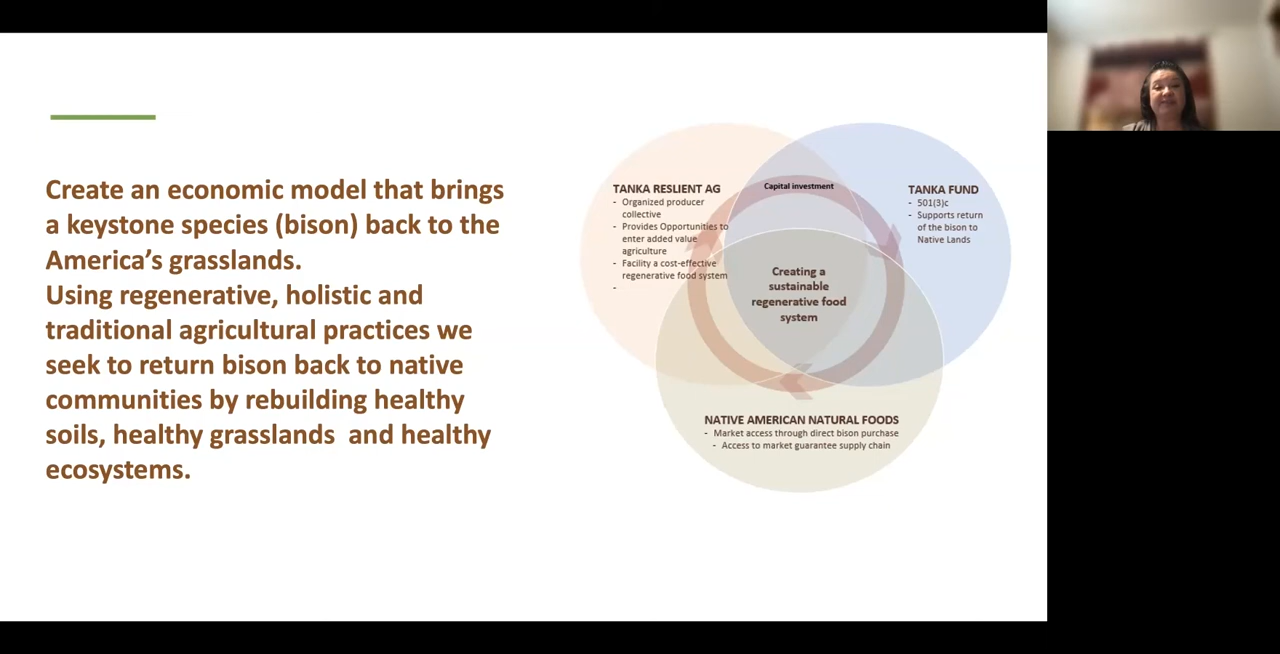 Create an economic model that brings
a keystone species (bison) back to the
America’s grasslands.
Using regenerative, holistic and
traditional agricultural practices we
seek to return bison back to native
communities by rebuilding healthy
soils, healthy grasslands and healthy
ecosystems.
TANKA RESLIENT AG
- Organized producer
collective
- Provides Opportunities to
enter added value
agriculture
- Facility a cost-effective
regenerative food system
-
Capital investment
TANKA FUND
- 501(3)c
- Supports return
of the bison to
Native Lands
Creating a
sustainable
regenerative food
system
NATIVE AMERICAN NATURAL FOODS
- Market access through direct bison purchase
- Access to market guarantee supply chain